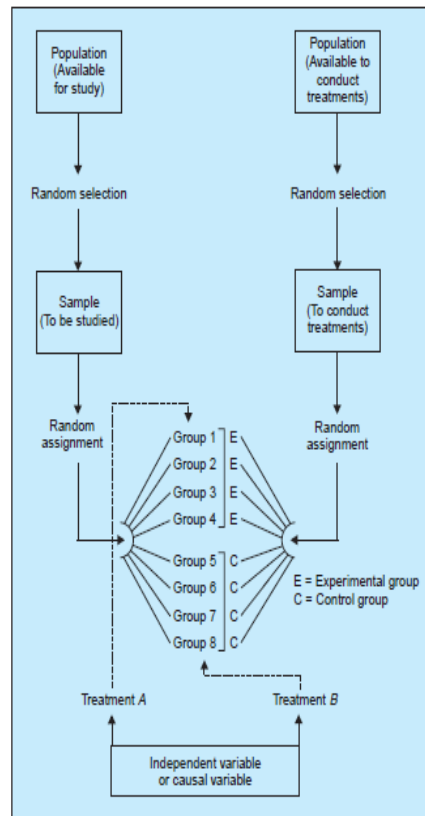 Population
(Available
for study)
Population
(Available to
conduct
treatments)
Random selection
Random selection
Sample
(To be studied)
Sample
(To conduct
treatments)
Random
assignment
Random
assignment
Group 1 E
Group 2 E
Group 3 E
Group 4 E
Group 5 C
Group 6 C
Group 7 C
Group 8 C
E = Experimental group
C = Control group
Treatment A
Treatment B
Independent variable
or causal variable